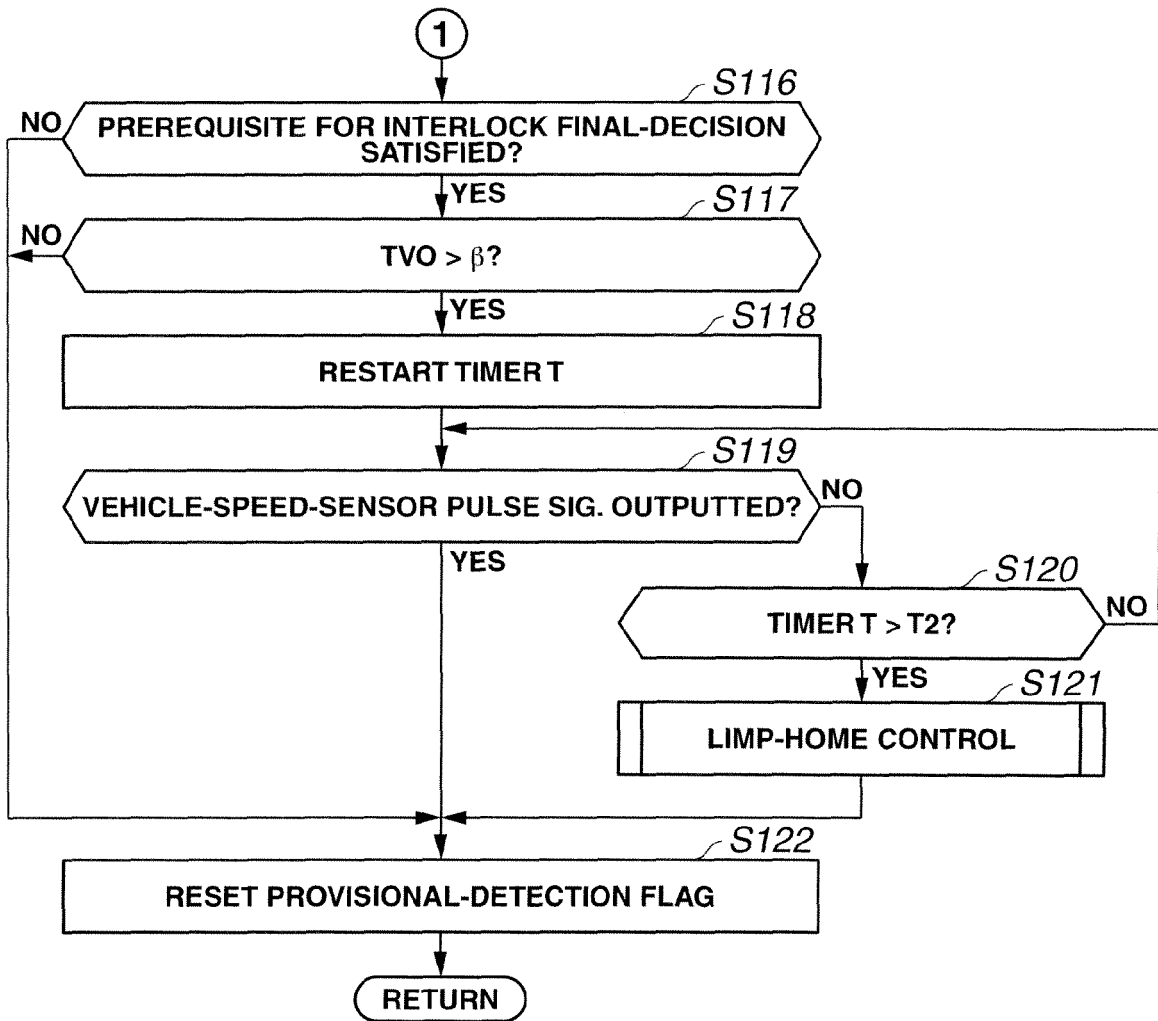 1
S116
NO
PREREQUISITE FOR INTERLOCK FINAL-DECISION
SATISFIED?
YES
S117
NO
TVO > β?
YES
S118
RESTART TIMER T
S119
VEHICLE-SPEED-SENSOR PULSE SIG. OUTPUTTED?
NO
YES
S120
TIMER T > T2?
NO
YES
S121
LIMP-HOME CONTROL
S122
RESET PROVISIONAL-DETECTION FLAG
RETURN